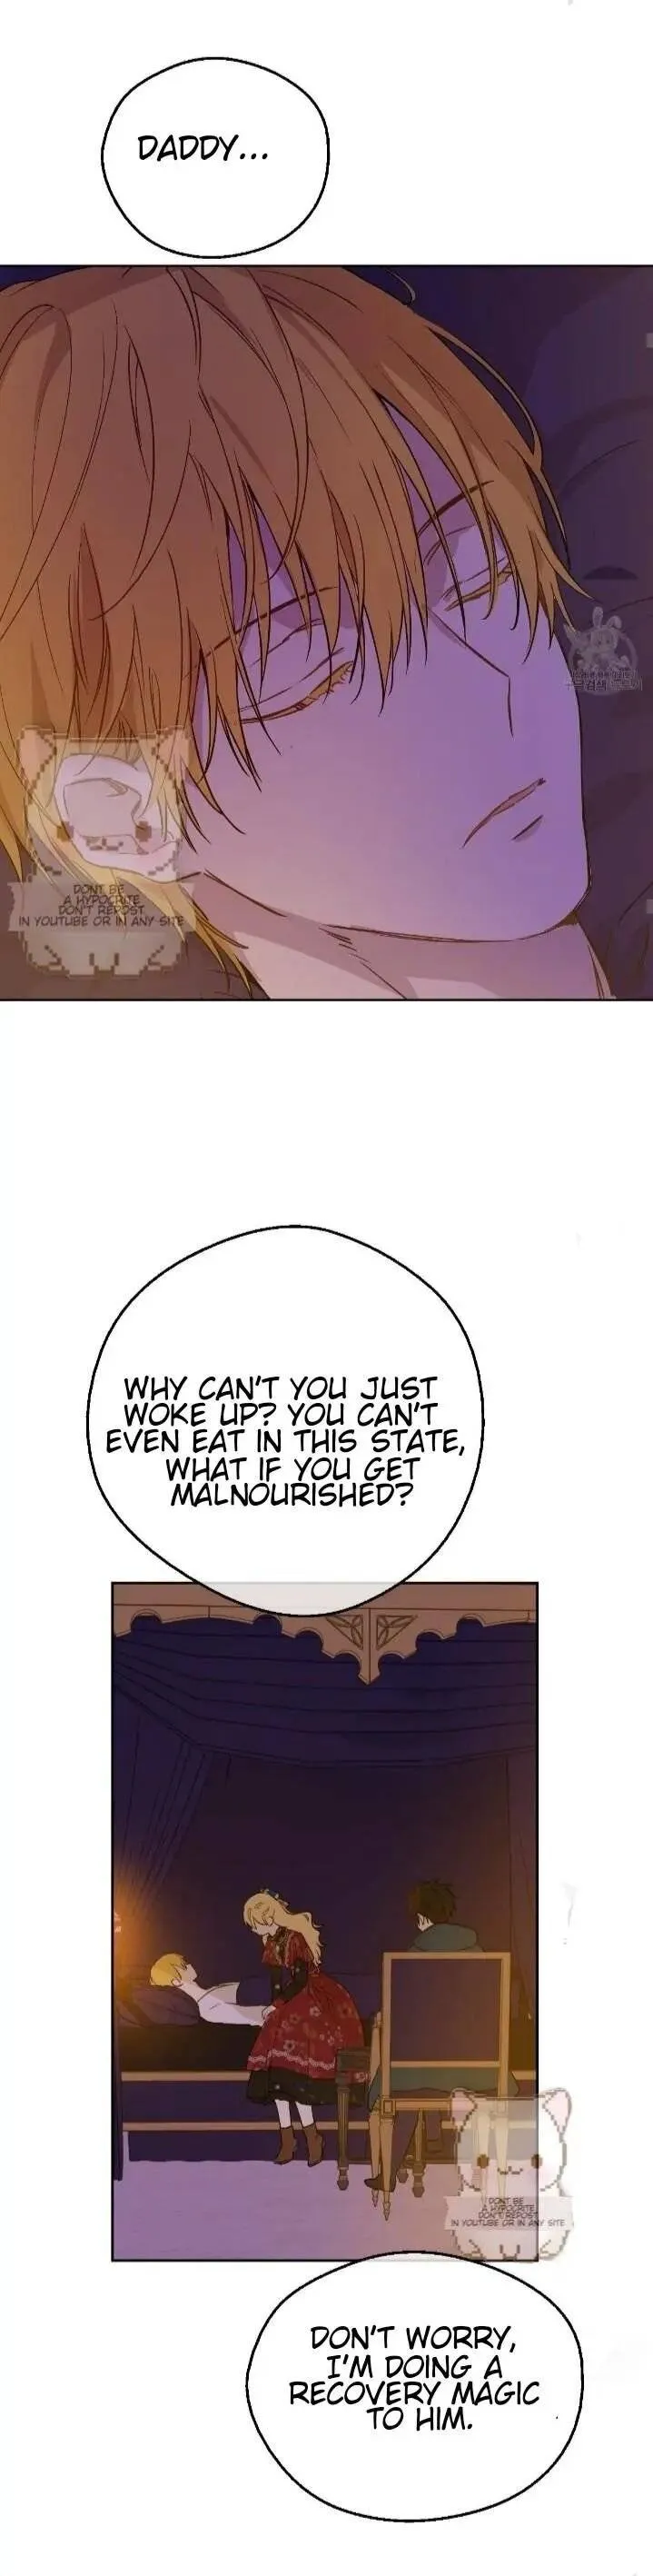 DADDY...
DONT BE
A HYPOCRITE
DON'T REPOST
IN YOUTUBE OR IN ANY SITE
WHY CAN'T YOU JUST
WOKE UP? YOU CAN'T
EVEN EAT IN THIS STATE,
WHAT IF YOU GET
MALNOURISHED?
DONT BE
A HYPOCRITE
DON'T REPOST
IN YOUTUBE OR IN ANY SITE
DON'T WORRY,
I'M DOING A
RECOVERY MAGIC
TO HIM.